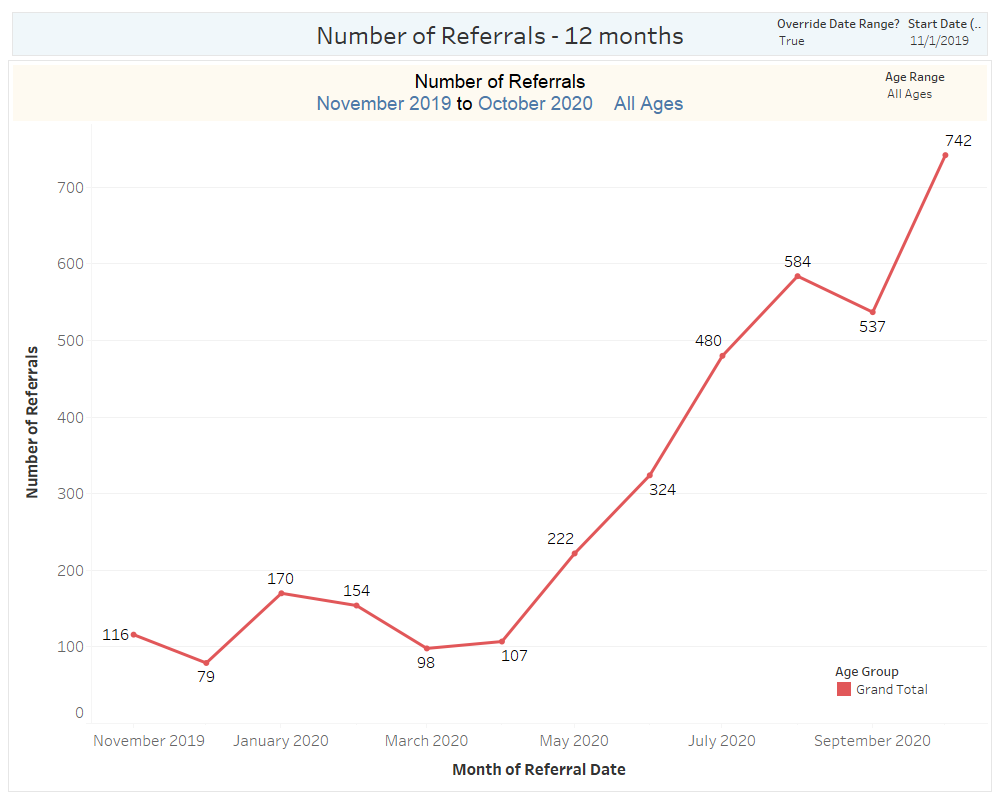 Number of Referrals - 12 months
Override Date Range? Start Date (..
True 11/1/2019
Number of Referrals
November 2019 to October 2020 All Ages
Age Range
All Ages
742
700
600
584
537
500
480
400
324
300
222
200
170
154
116
107
100
98
79
0
Number of Referrals
Age Group
Grand Total
November 2019 January 2020 March 2020 May 2020 July 2020 September 2020
Month of Referral Date